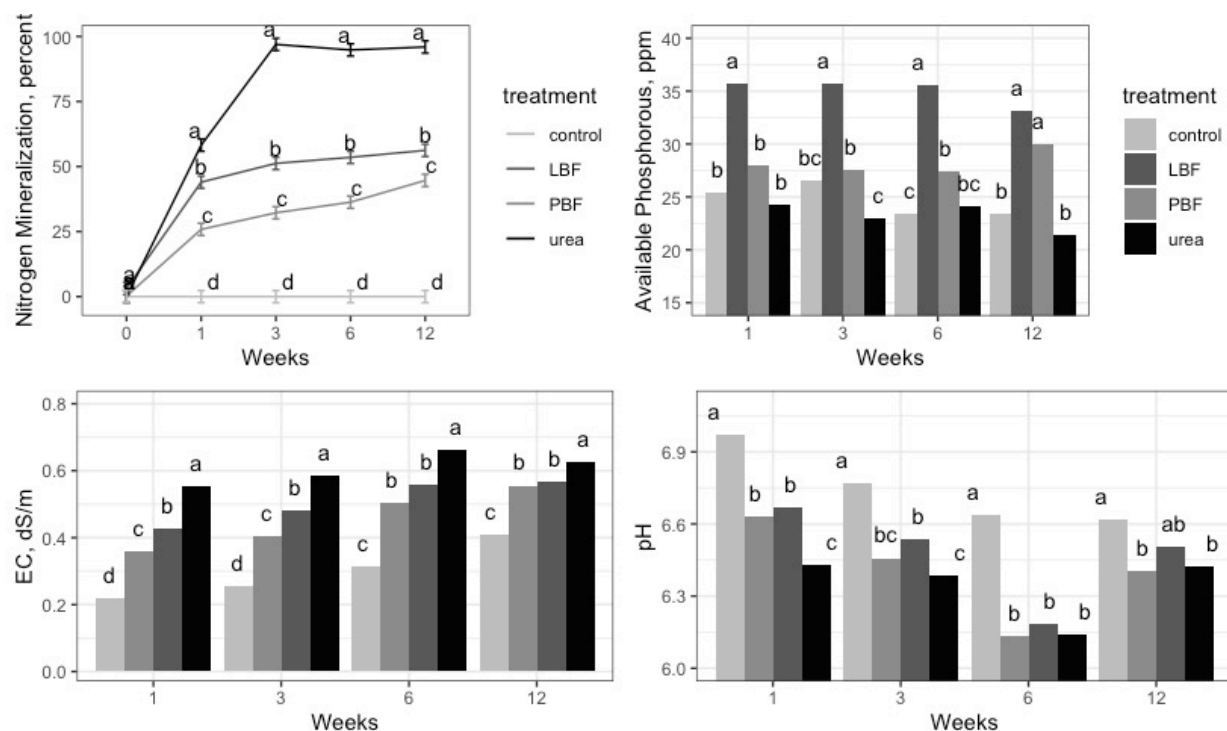 Nitrogen Mineralization, percent
100
75
50
25
0
a
a
a
a
a
b
b
b
b
c
c
c
c
d
d
d
d
0 1 3 6 12
Weeks
treatment
control
LBF
PBF
urea
Available Phosphorous, ppm
40
35
30
25
20
15
b a b b
bc a b c
c a b bc
b a a b
1 3 6 12
Weeks
treatment
control
LBF
PBF
urea
EC, dS/m
0.8
0.6
0.4
0.2
0.0
d c b a
d c b a
c b b a
c b b a
1 3 6 12
Weeks
pH
6.9
6.6
6.3
6.0
a b b c
a bc b c
a b b b
a b ab b
1 3 6 12
Weeks